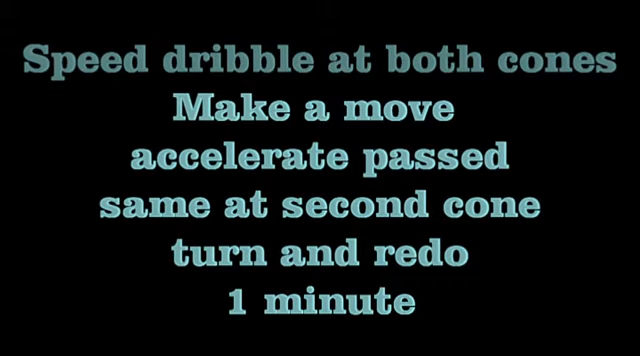 Speed dribble at both cones
Make a move
accelerate passed
same at second cone
turn and redo
1 minute